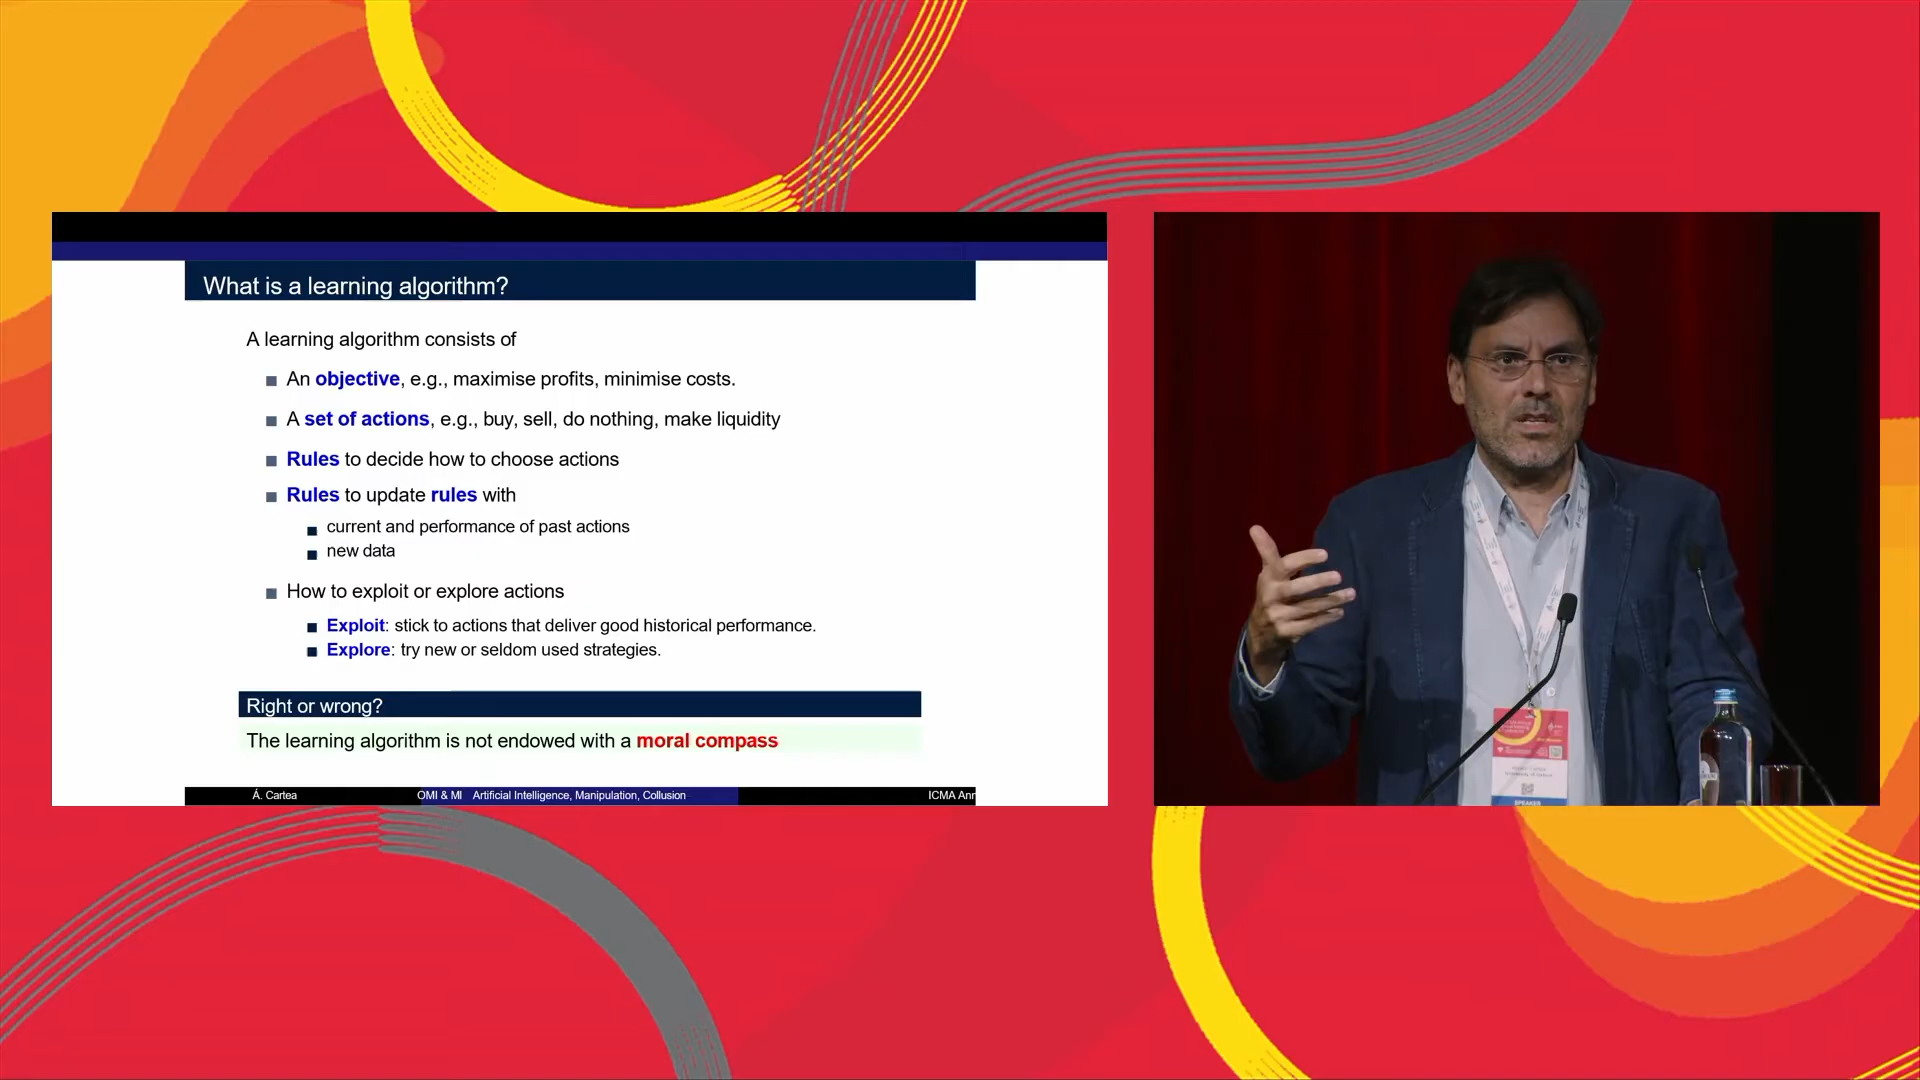 What is a learning algorithm?
A learning algorithm consists of
An objective, e.g., maximise profits, minimise costs.
A set of actions, e.g., buy, sell, do nothing, make liquidity
Rules to decide how to choose actions
Rules to update rules with
current and performance of past actions
new data
How to exploit or explore actions
Exploit: stick to actions that deliver good historical performance.
Explore: try new or seldom used strategies.
Right or wrong?
The learning algorithm is not endowed with a moral compass
Á. Cartea OMI & MI Artificial Intelligence, Manipulation, Collusion ICMA Ann
SPEAKER